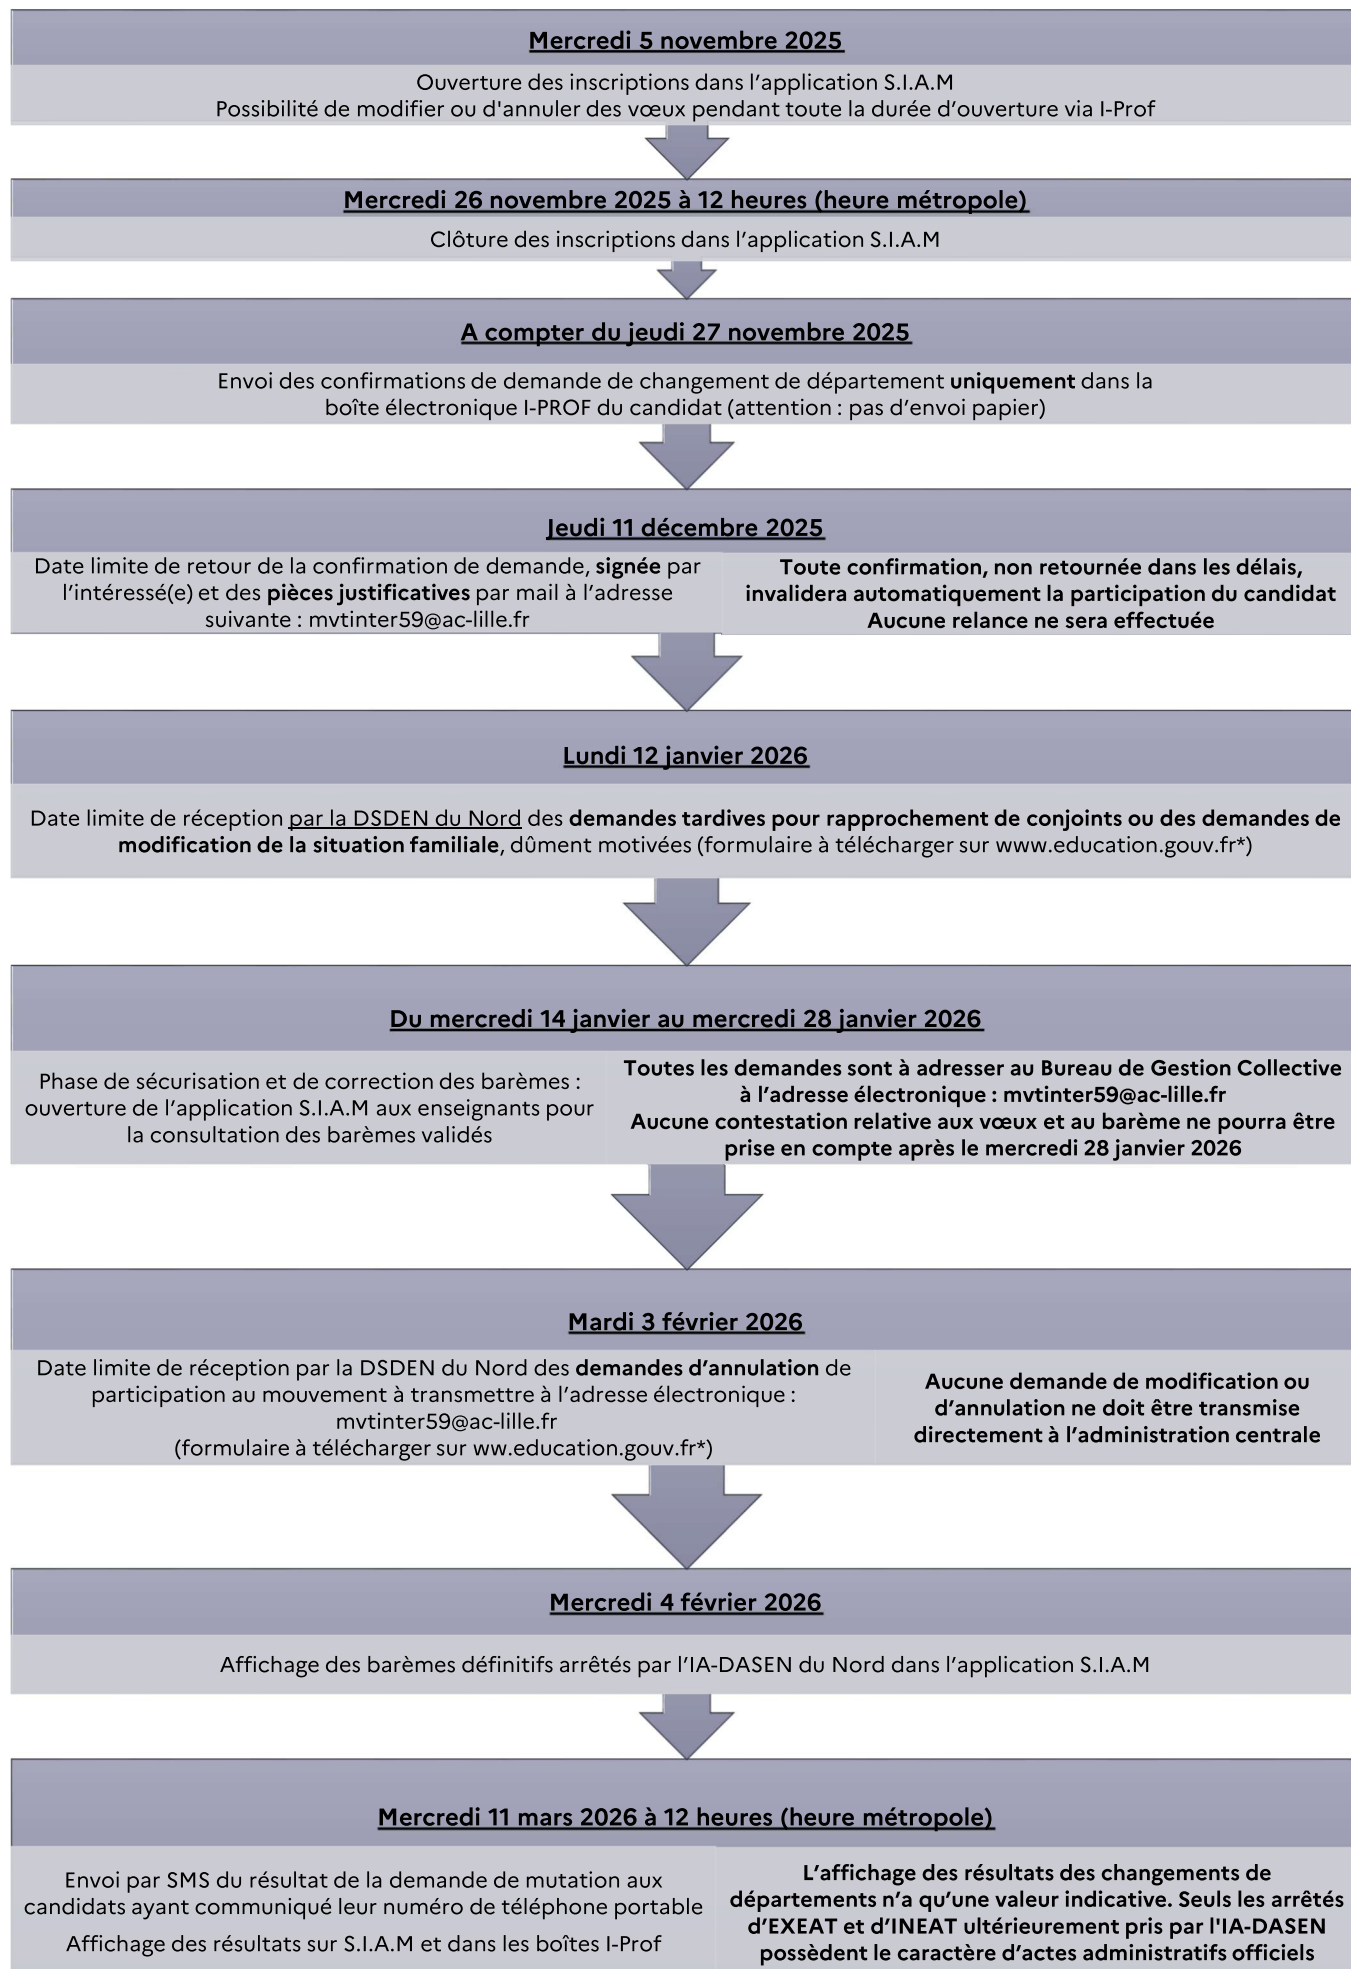 Mercredi 5 novembre 2025
Ouverture des inscriptions dans l’application S.I.A.M
Possibilité de modifier ou d'annuler des vœux pendant toute la durée d’ouverture via I-Prof
Mercredi 26 novembre 2025 à 12 heures (heure métropole)
Clôture des inscriptions dans l’application S.I.A.M
A compter du jeudi 27 novembre 2025
Envoi des confirmations de demande de changement de département uniquement dans la
boîte électronique I-PROF du candidat (attention : pas d’envoi papier)
Jeudi 11 décembre 2025
Date limite de retour de la confirmation de demande, signée par
l’intéressé(e) et des pièces justificatives par mail à l’adresse
suivante : mvtinter59@ac-lille.fr
Toute confirmation, non retournée dans les délais,
invalidera automatiquement la participation du candidat
Aucune relance ne sera effectuée
Lundi 12 janvier 2026
Date limite de réception par la DSDEN du Nord des demandes tardives pour rapprochement de conjoints ou des demandes de
modification de la situation familiale, dûment motivées (formulaire à télécharger sur www.education.gouv.fr*)
Du mercredi 14 janvier au mercredi 28 janvier 2026
Phase de sécurisation et de correction des barèmes :
ouverture de l’application S.I.A.M aux enseignants pour
la consultation des barèmes validés
Toutes les demandes sont à adresser au Bureau de Gestion Collective
à l’adresse électronique : mvtinter59@ac-lille.fr
Aucune contestation relative aux vœux et au barème ne pourra être
prise en compte après le mercredi 28 janvier 2026
Mardi 3 février 2026
Date limite de réception par la DSDEN du Nord des demandes d’annulation de
participation au mouvement à transmettre à l’adresse électronique :
mvtinter59@ac-lille.fr
(formulaire à télécharger sur ww.education.gouv.fr*)
Aucune demande de modification ou
d’annulation ne doit être transmise
directement à l’administration centrale
Mercredi 4 février 2026
Affichage des barèmes définitifs arrêtés par l’IA-DASEN du Nord dans l’application S.I.A.M
Mercredi 11 mars 2026 à 12 heures (heure métropole)
Envoi par SMS du résultat de la demande de mutation aux
candidats ayant communiqué leur numéro de téléphone portable
Affichage des résultats sur S.I.A.M et dans les boîtes I-Prof
L’affichage des résultats des changements de
départements n’a qu’une valeur indicative. Seuls les arrêtés
d’EXEAT et d’INEAT ultérieurement pris par l'IA-DASEN
possèdent le caractère d’actes administratifs officiels